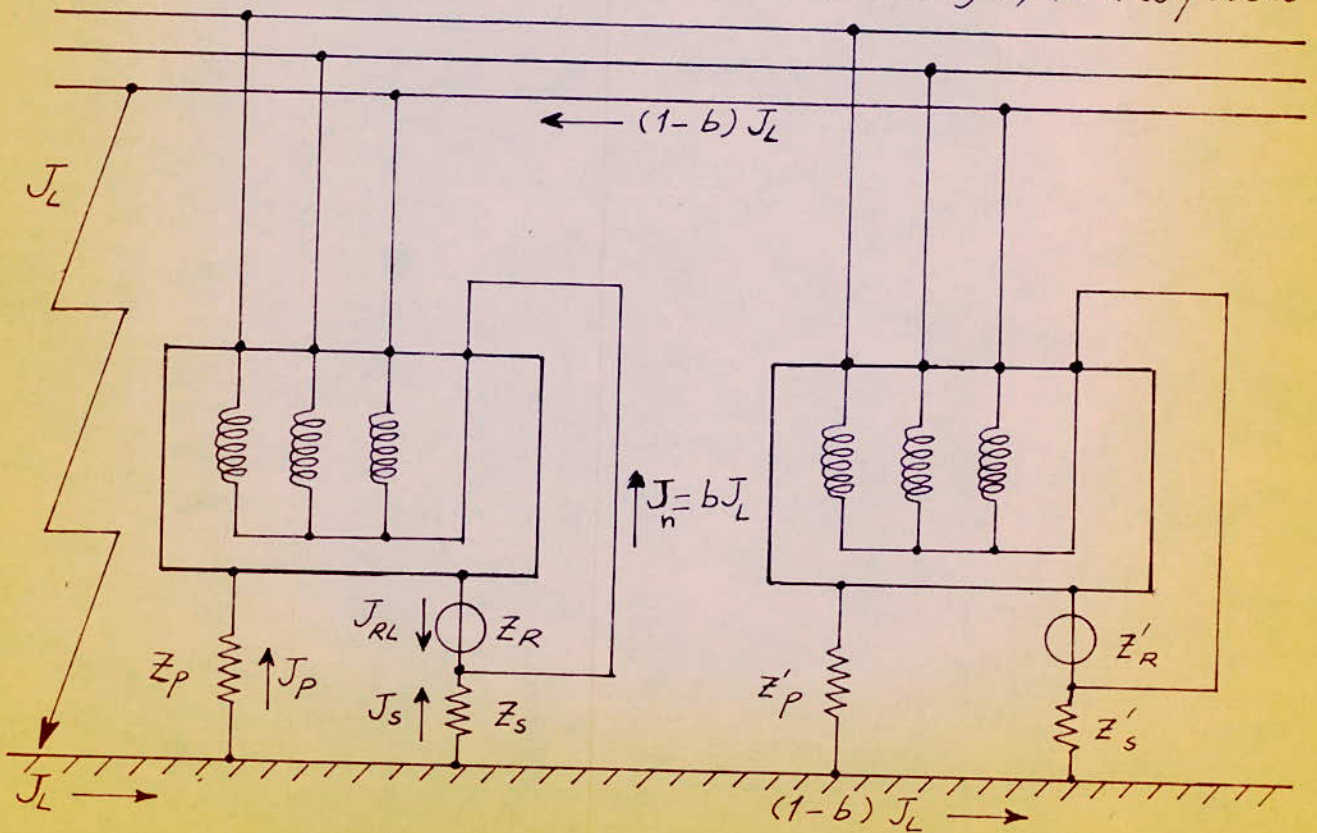 (1-b) J_L
J_L
J_n = bJ_L
J_RL
Z_R
Z'_R
Z_P
J_P
Z'_P
J_S
Z_S
Z'_S
J_L
(1-b) J_L